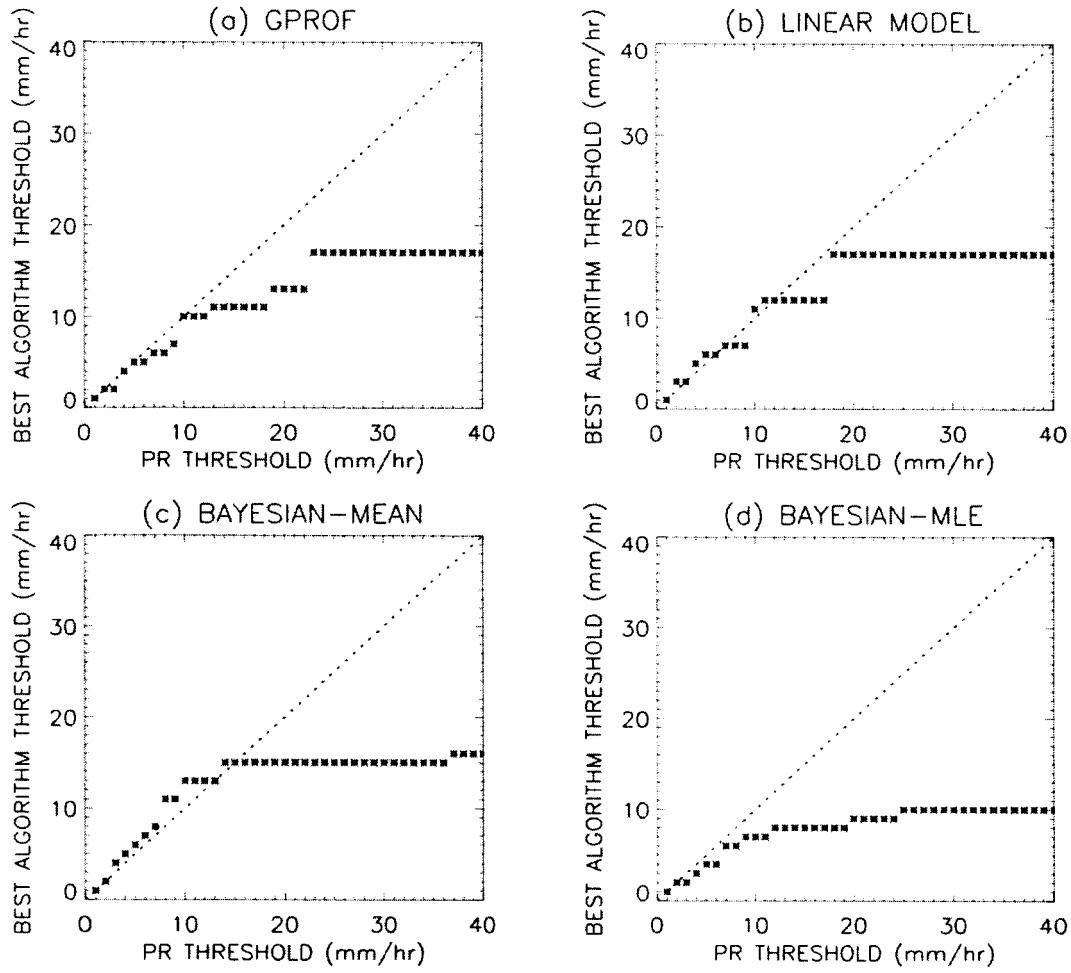 (a) GPROF
BEST ALGORITHM THRESHOLD (mm/hr)
40
30
20
10
0
0 10 20 30 40
PR THRESHOLD (mm/hr)
(b) LINEAR MODEL
BEST ALGORITHM THRESHOLD (mm/hr)
40
30
20
10
0
0 10 20 30 40
PR THRESHOLD (mm/hr)
(c) BAYESIAN-MEAN
BEST ALGORITHM THRESHOLD (mm/hr)
40
30
20
10
0
0 10 20 30 40
PR THRESHOLD (mm/hr)
(d) BAYESIAN-MLE
BEST ALGORITHM THRESHOLD (mm/hr)
40
30
20
10
0
0 10 20 30 40
PR THRESHOLD (mm/hr)